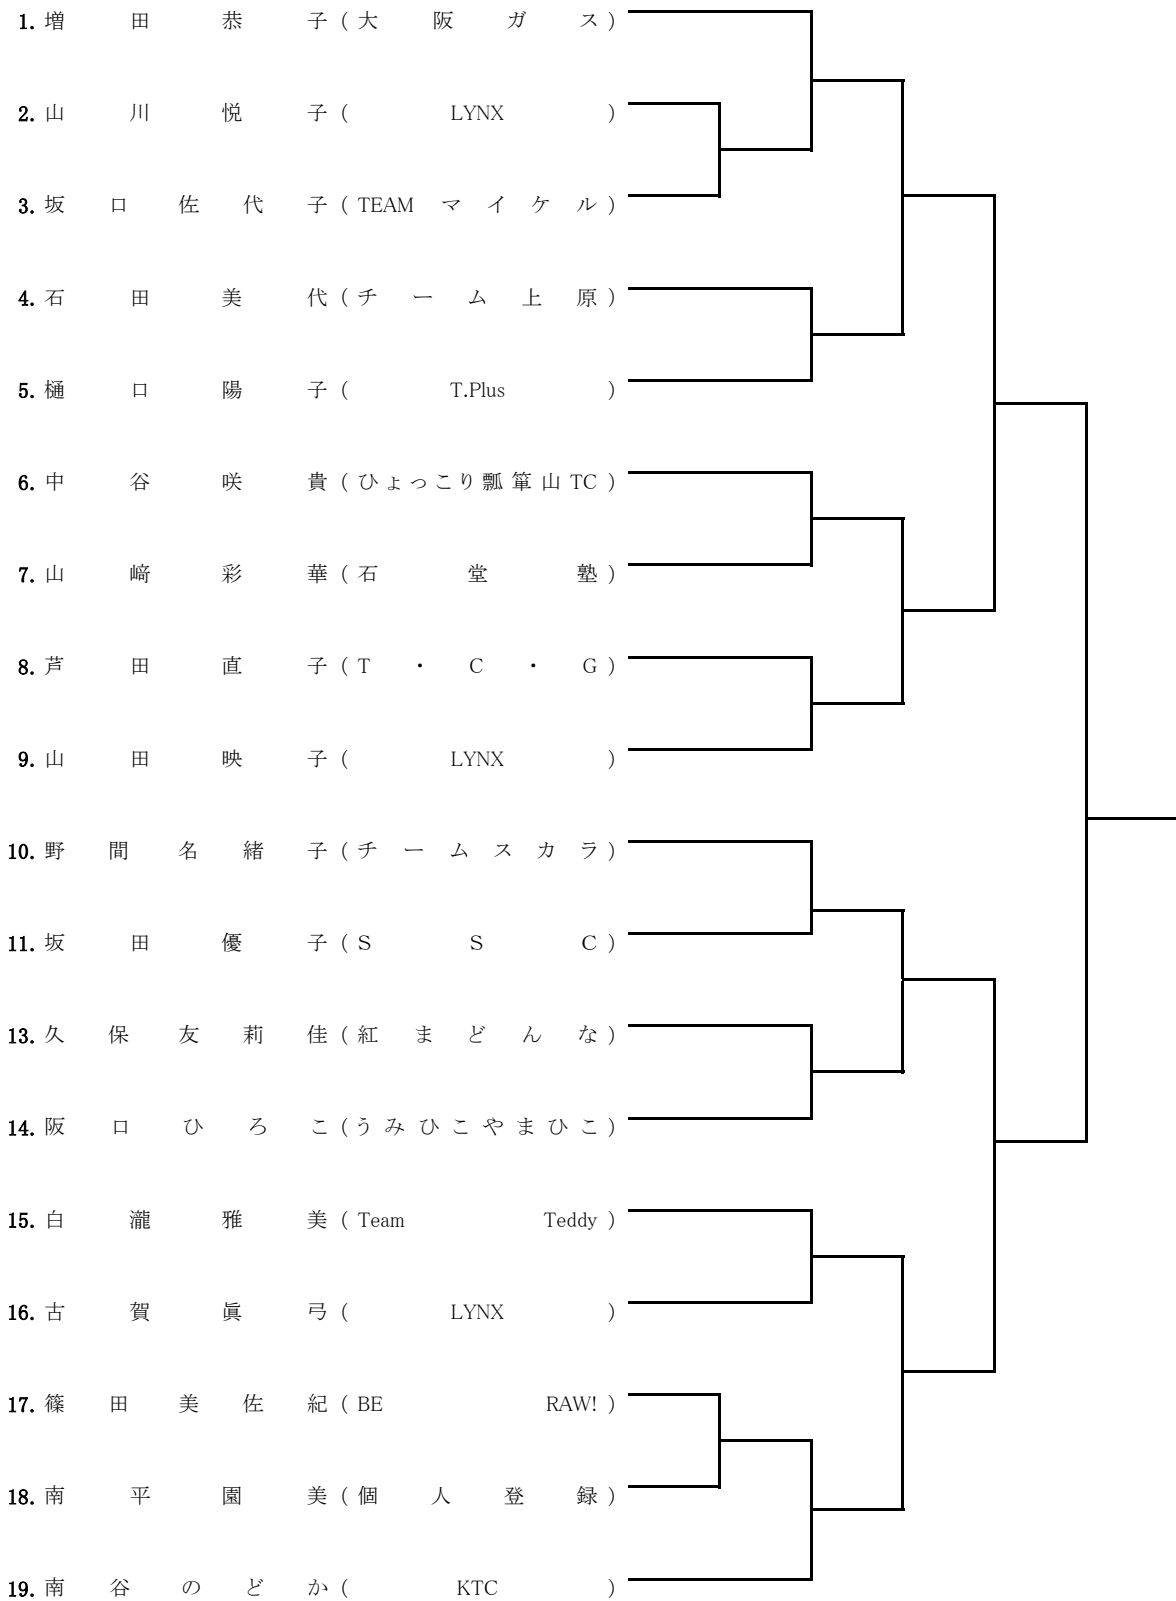 1. 増田恭子(大阪ガス)
2. 山川悦子(LYNX)
3. 坂口佐代子(TEAM マイケル)
4. 石田美代(チーム上原)
5. 樋口陽子(T.Plus)
6. 中谷咲貴(ひょっこり瓢箪山 TC)
7. 山﨑彩華(石堂塾)
8. 芦田直子(T・C・G)
9. 山田映子(LYNX)
10. 野間名緒子(チームスカラ)
11. 坂田優子(SSC)
13. 久保友莉佳(紅まどんな)
14. 阪口ひろこ(うみひこやまひこ)
15. 白瀧雅美(Team Teddy)
16. 古賀眞弓(LYNX)
17. 篠田美佐紀(BE RAW!)
18. 南平園美(個人登録)
19. 南谷のどか(KTC)